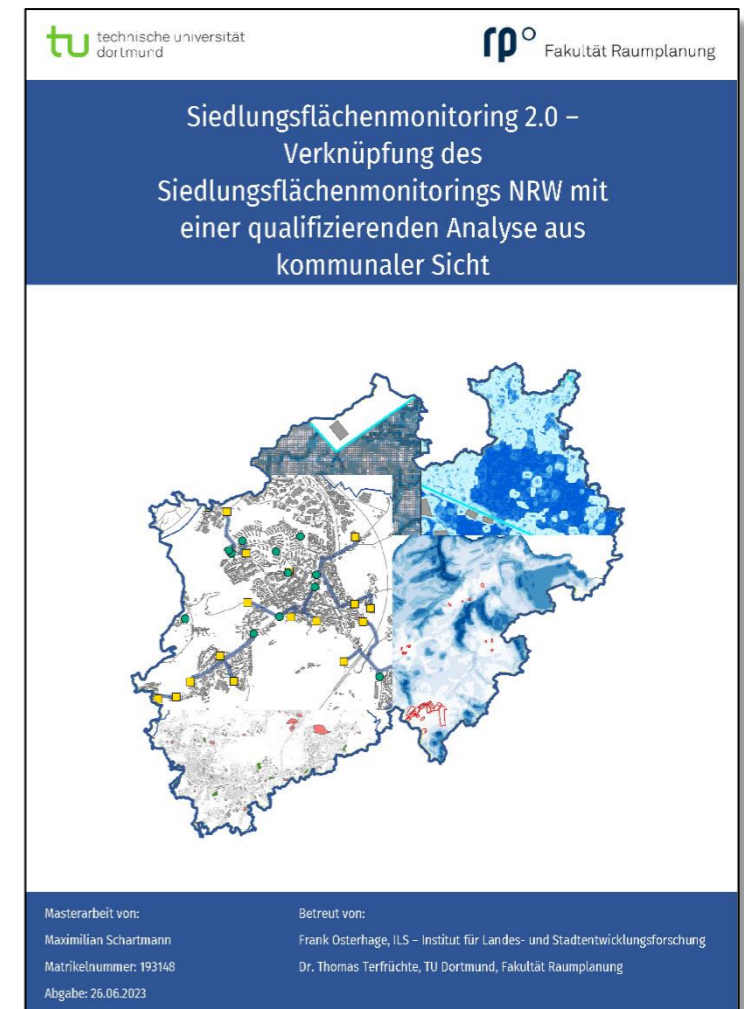 tu technische universität
dortmund
rp Fakultät Raumplanung
Siedlungsflächenmonitoring 2.0 –
Verknüpfung des
Siedlungsflächenmonitorings NRW mit
einer qualifizierenden Analyse aus
kommunaler Sicht
Masterarbeit von:
Maximilian Schartmann
Matrikelnummer: 193148
Abgabe: 26.06.2023
Betreut von:
Frank Osterhage, ILS – Institut für Landes- und Stadtentwicklungsforschung
Dr. Thomas Terfrüchte, TU Dortmund, Fakultät Raumplanung